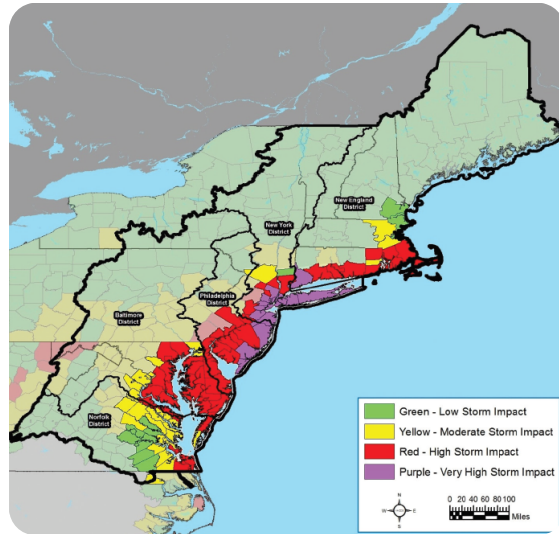 New England
District
New York
District
Philadelphia
District
Baltimore
District
Norfolk
District
Green - Low Storm Impact
Yellow - Moderate Storm Impact
Red - High Storm Impact
Purple - Very High Storm Impact
N
W
E
S
0 20 40 60 80 100
Miles